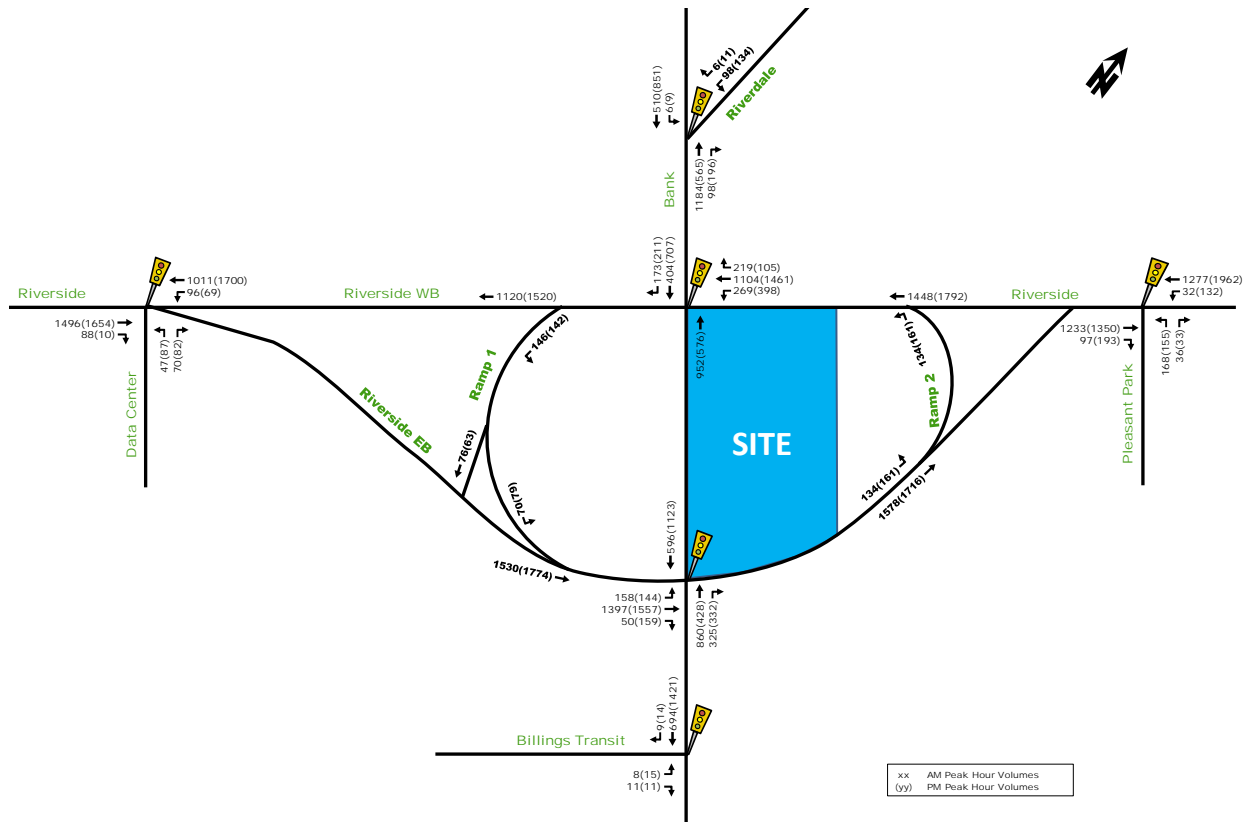 6(11)
98(134)
Riverdale
510(851)
6(9)
1184(565)
98(196)
Bank
173(211)
404(707)
219(105)
1104(1461)
269(398)
952(576)
1011(1700)
96(69)
Riverside
Riverside WB
1120(1520)
1448(1792)
Riverside
1277(1962)
32(132)
1496(1654)
88(10)
47(87)
70(82)
Data Center
146(142)
Ramp 1
134(161)
Ramp 2
1233(1350)
97(193)
168(155)
36(33)
Pleasant Park
Riverside EB
76(63)
70(79)
SITE
134(161)
1578(1716)
1530(1774)
596(1123)
158(144)
1397(1557)
50(159)
860(428)
325(332)
9(14)
694(1421)
Billings Transit
8(15)
11(11)
xx AM Peak Hour Volumes
(yy) PM Peak Hour Volumes
N